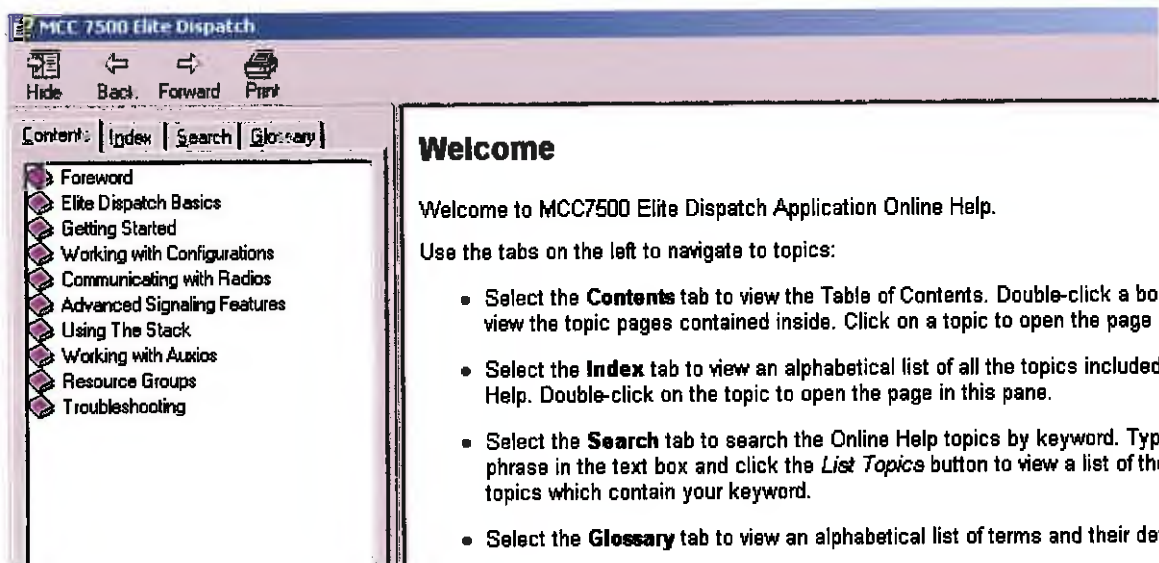 MCC 7500 Elite Dispatch
Hide Back Forward Print
Contents Index Search Glossary
Foreword
Elite Dispatch Basics
Getting Started
Working with Configurations
Communicating with Radios
Advanced Signaling Features
Using The Stack
Working with Auxios
Resource Groups
Troubleshooting
Welcome
Welcome to MCC7500 Elite Dispatch Application Online Help.
Use the tabs on the left to navigate to topics:
• Select the Contents tab to view the Table of Contents. Double-click a bo
view the topic pages contained inside. Click on a topic to open the page
• Select the Index tab to view an alphabetical list of all the topics included
Help. Double-click on the topic to open the page in this pane.
• Select the Search tab to search the Online Help topics by keyword. Typ
phrase in the text box and click the List Topics button to view a list of the
topics which contain your keyword.
• Select the Glossary tab to view an alphabetical list of terms and their de